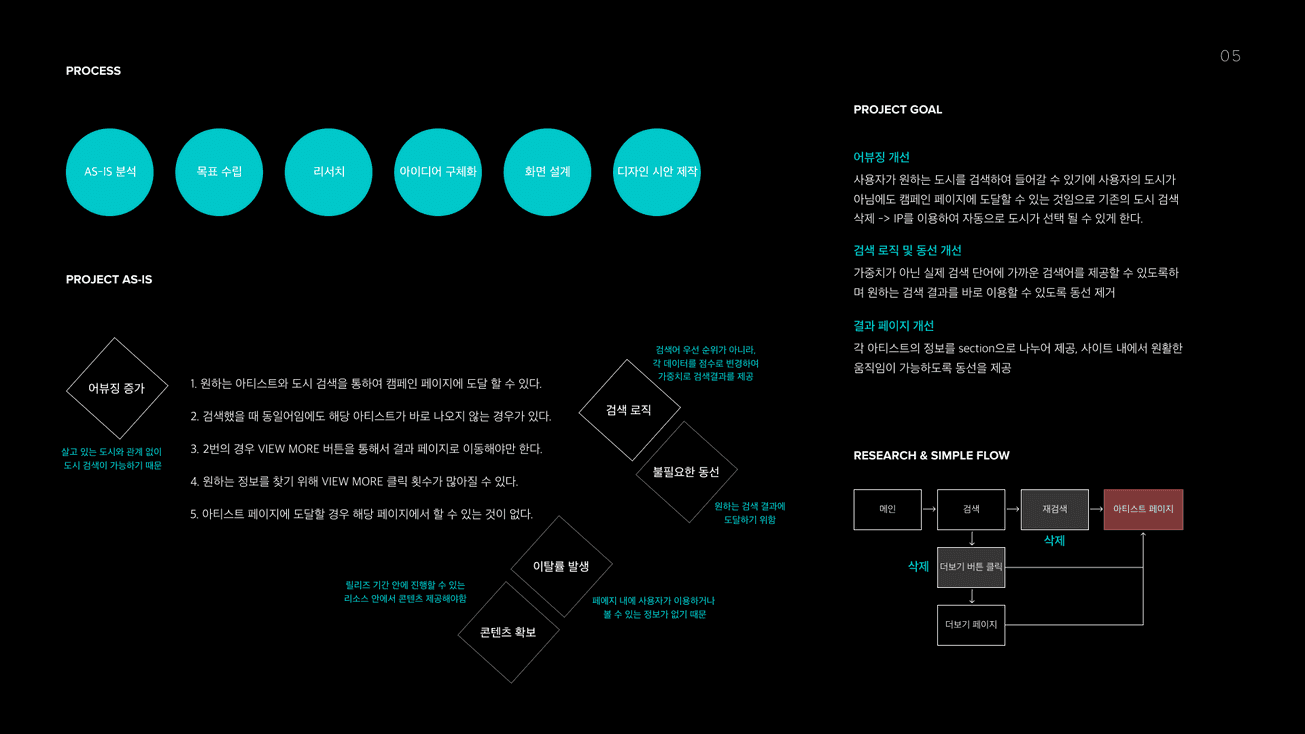 05
PROCESS
AS-IS 분석
목표 수립
리서치
아이디어 구체화
화면 설계
디자인 시안 제작
PROJECT AS-IS
어뷰징 증가
살고 있는 도시와 관계 없이
도시 검색이 가능하기 때문
1. 원하는 아티스트와 도시 검색을 통하여 캠페인 페이지에 도달 할 수 있다.
2. 검색했을 때 동일어임에도 해당 아티스트가 바로 나오지 않는 경우가 있다.
3. 2번의 경우 VIEW MORE 버튼을 통해서 결과 페이지로 이동해야만 한다.
4. 원하는 정보를 찾기 위해 VIEW MORE 클릭 횟수가 많아질 수 있다.
5. 아티스트 페이지에 도달할 경우 해당 페이지에서 할 수 있는 것이 없다.
검색어 우선 순위가 아니라,
각 데이터를 점수로 변경하여
가중치로 검색결과를 제공
검색 로직
불필요한 동선
원하는 검색 결과에
도달하기 위함
이탈률 발생
페에지 내에 사용자가 이용하거나
볼 수 있는 정보가 없기 때문
릴리즈 기간 안에 진행할 수 있는
리소스 안에서 콘텐츠 제공해야함
콘텐츠 확보
PROJECT GOAL
어뷰징 개선
사용자가 원하는 도시를 검색하여 들어갈 수 있기에 사용자의 도시가
아님에도 캠페인 페이지에 도달할 수 있는 것임으로 기존의 도시 검색
삭제 -> IP를 이용하여 자동으로 도시가 선택 될 수 있게 한다.
검색 로직 및 동선 개선
가중치가 아닌 실제 검색 단어에 가까운 검색어를 제공할 수 있도록하
며 원하는 검색 결과를 바로 이용할 수 있도록 동선 제거
결과 페이지 개선
각 아티스트의 정보를 section으로 나누어 제공, 사이트 내에서 원활한
움직임이 가능하도록 동선을 제공
RESEARCH & SIMPLE FLOW
메인
검색
재검색
아티스트 페이지
삭제
삭제
더보기 버튼 클릭
더보기 페이지